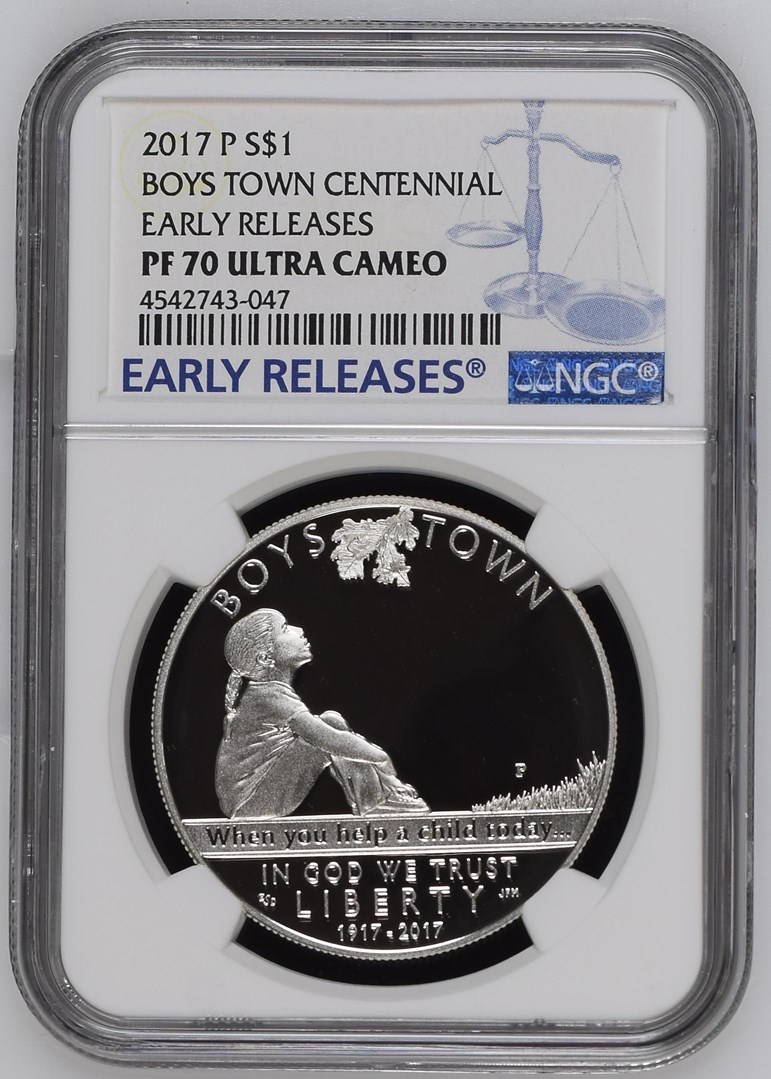 2017 P S$1
BOYS TOWN CENTENNIAL
EARLY RELEASES
PF 70 ULTRA CAMEO
4542743-047
EARLY RELEASES®
NGC®
BOYS TOWN
P
When you help a child today...
IN GOD WE TRUST
LIBERTY
JFM
1917-2017